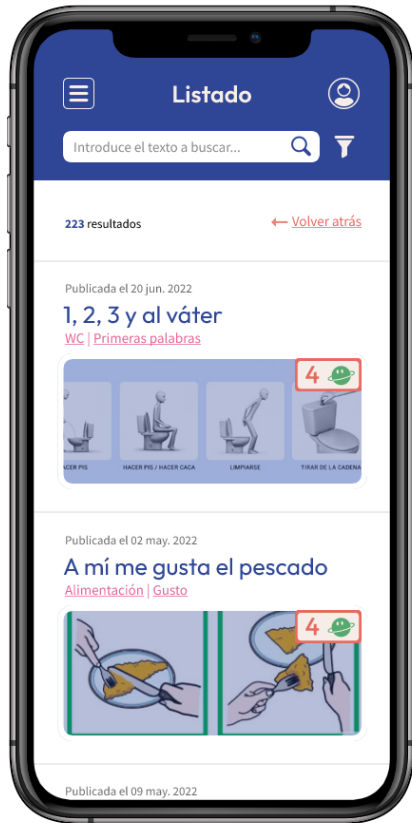 Listado
Introduce el texto a buscar...
223 resultados
Volver atrás
Publicada el 20 jun. 2022
1, 2, 3 y al váter
WC | Primeras palabras
4
ACER PIS
HACER PIS / HACER CACA
LIMPIARSE
TIRAR DE LA CADENA
Publicada el 02 may. 2022
A mí me gusta el pescado
Alimentación | Gusto
4
Publicada el 09 may. 2022